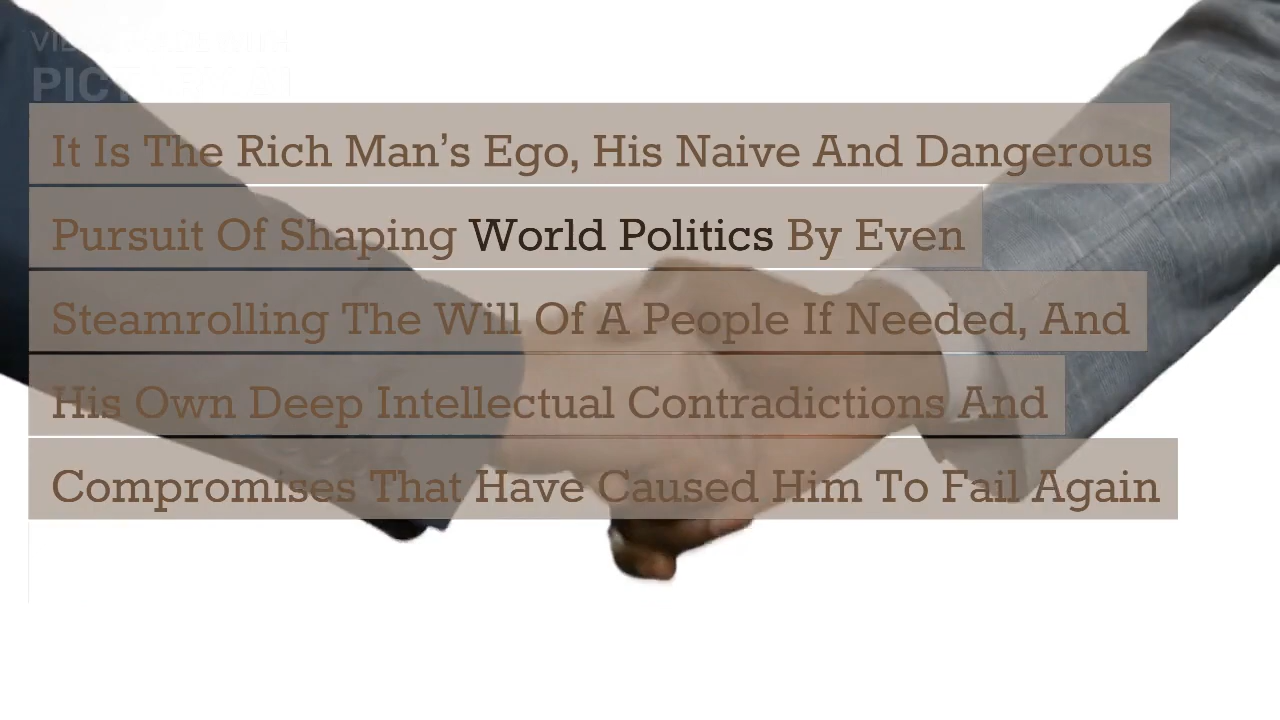 It Is The Rich Man's Ego, His Naive And Dangerous
Pursuit Of Shaping World Politics By Even
Steamrolling The Will Of A People If Needed, And
His Own Deep Intellectual Contradictions And
Compromises That Have Caused Him To Fail Again